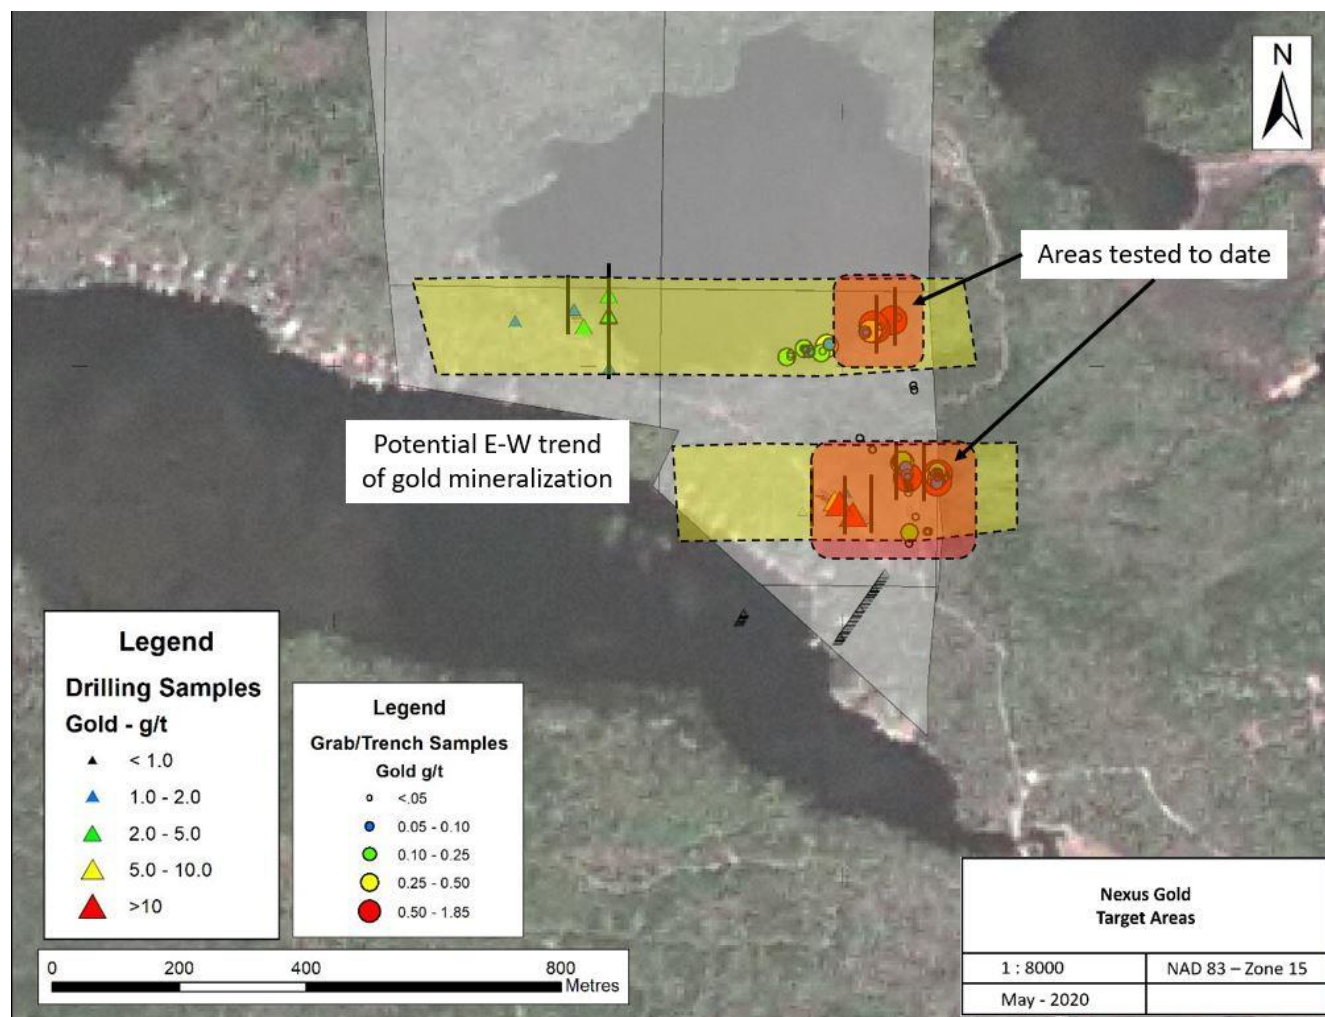 N
Areas tested to date
Potential E-W trend
of gold mineralization
Legend
Drilling Samples
Gold - g/t
< 1.0
1.0 - 2.0
2.0 - 5.0
5.0 - 10.0
>10
Legend
Grab/Trench Samples
Gold g/t
<.05
0.05 - 0.10
0.10 - 0.25
0.25 - 0.50
0.50 - 1.85
0 200 400 800
Metres
Nexus Gold
Target Areas
1 : 8000 NAD 83 – Zone 15
May - 2020